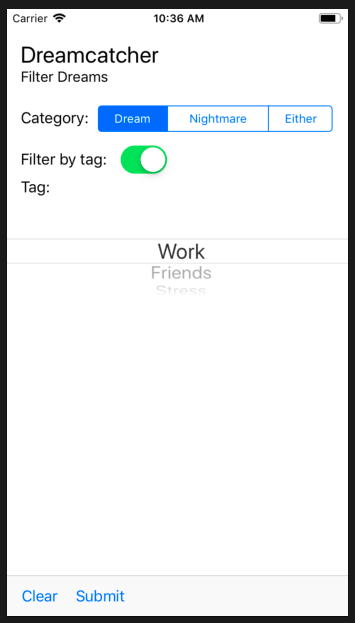 Carrier 10:36 AM
Dreamcatcher
Filter Dreams
Category: Dream Nightmare Either
Filter by tag:
Tag:
Work
Friends
Stress
Clear Submit